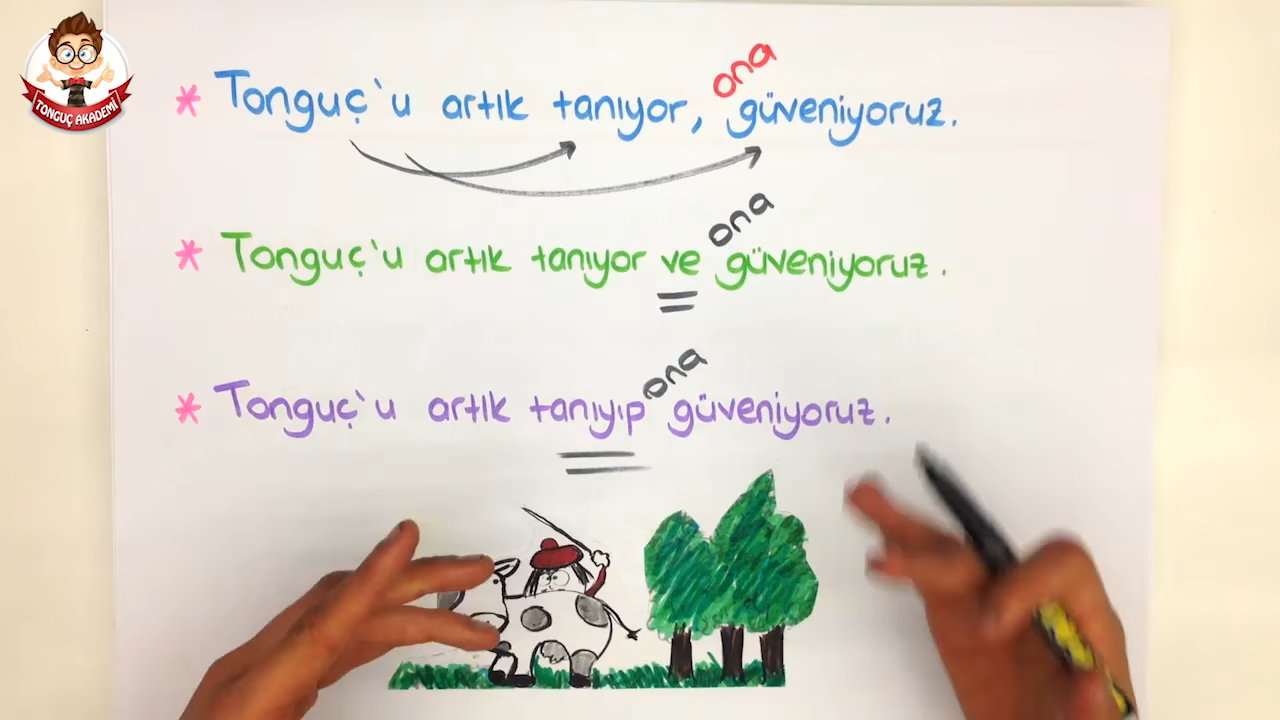 TONGUÇ AKADEMİ
* Tonguç'u artık tanıyor, ona güveniyoruz.
* Tonguç'u artık tanıyor ve ona güveniyoruz.
* Tonguç'u artık tanıyıp ona güveniyoruz.